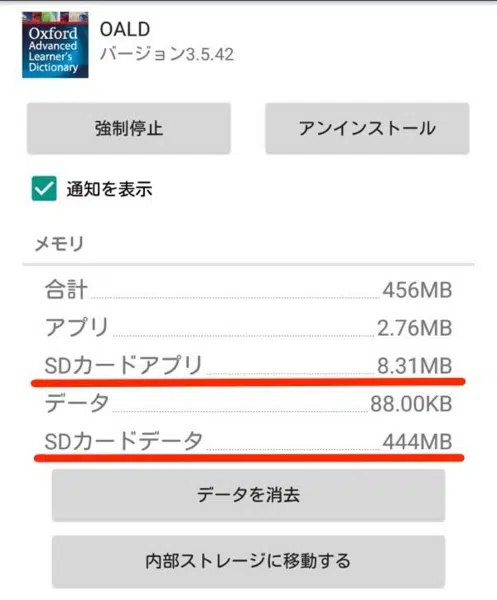 Oxford
Advanced
Learner's
Dictionary
OALD
バージョン3.5.42
強制停止
アンインストール
通知を表示
メモリ
合計 456MB
アプリ 2.76MB
SDカードアプリ 8.31MB
データ 88.00KB
SDカードデータ 444MB
データを消去
内部ストレージに移動する